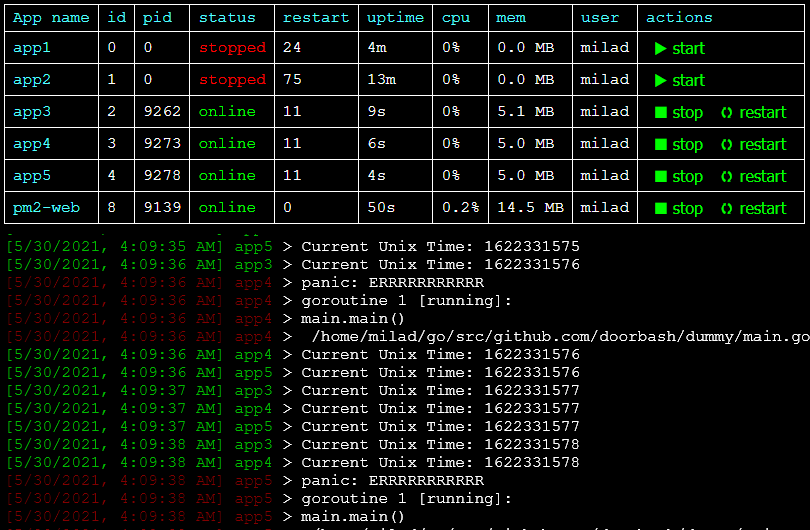 App name id pid status restart uptime cpu mem user actions
app1 0 0 stopped 24 4m 0% 0.0 MB milad start
app2 1 0 stopped 75 13m 0% 0.0 MB milad start
app3 2 9262 online 11 9s 0% 5.1 MB milad stop restart
app4 3 9273 online 11 6s 0% 5.0 MB milad stop restart
app5 4 9278 online 11 4s 0% 5.0 MB milad stop restart
pm2-web 8 9139 online 0 50s 0.2% 14.5 MB milad stop restart
[5/30/2021, 4:09:35 AM] app5 > Current Unix Time: 1622331575
[5/30/2021, 4:09:36 AM] app3 > Current Unix Time: 1622331576
[5/30/2021, 4:09:36 AM] app4 > panic: ERRRRRRRRRRR
[5/30/2021, 4:09:36 AM] app4 > goroutine 1 [running]:
[5/30/2021, 4:09:36 AM] app4 > main.main()
[5/30/2021, 4:09:36 AM] app4 > /home/milad/go/src/github.com/doorbash/dummy/main.go
[5/30/2021, 4:09:36 AM] app4 > Current Unix Time: 1622331576
[5/30/2021, 4:09:36 AM] app5 > Current Unix Time: 1622331576
[5/30/2021, 4:09:37 AM] app3 > Current Unix Time: 1622331577
[5/30/2021, 4:09:37 AM] app4 > Current Unix Time: 1622331577
[5/30/2021, 4:09:37 AM] app5 > Current Unix Time: 1622331577
[5/30/2021, 4:09:38 AM] app3 > Current Unix Time: 1622331578
[5/30/2021, 4:09:38 AM] app4 > Current Unix Time: 1622331578
[5/30/2021, 4:09:38 AM] app5 > panic: ERRRRRRRRRRR
[5/30/2021, 4:09:38 AM] app5 > goroutine 1 [running]:
[5/30/2021, 4:09:38 AM] app5 > main.main()